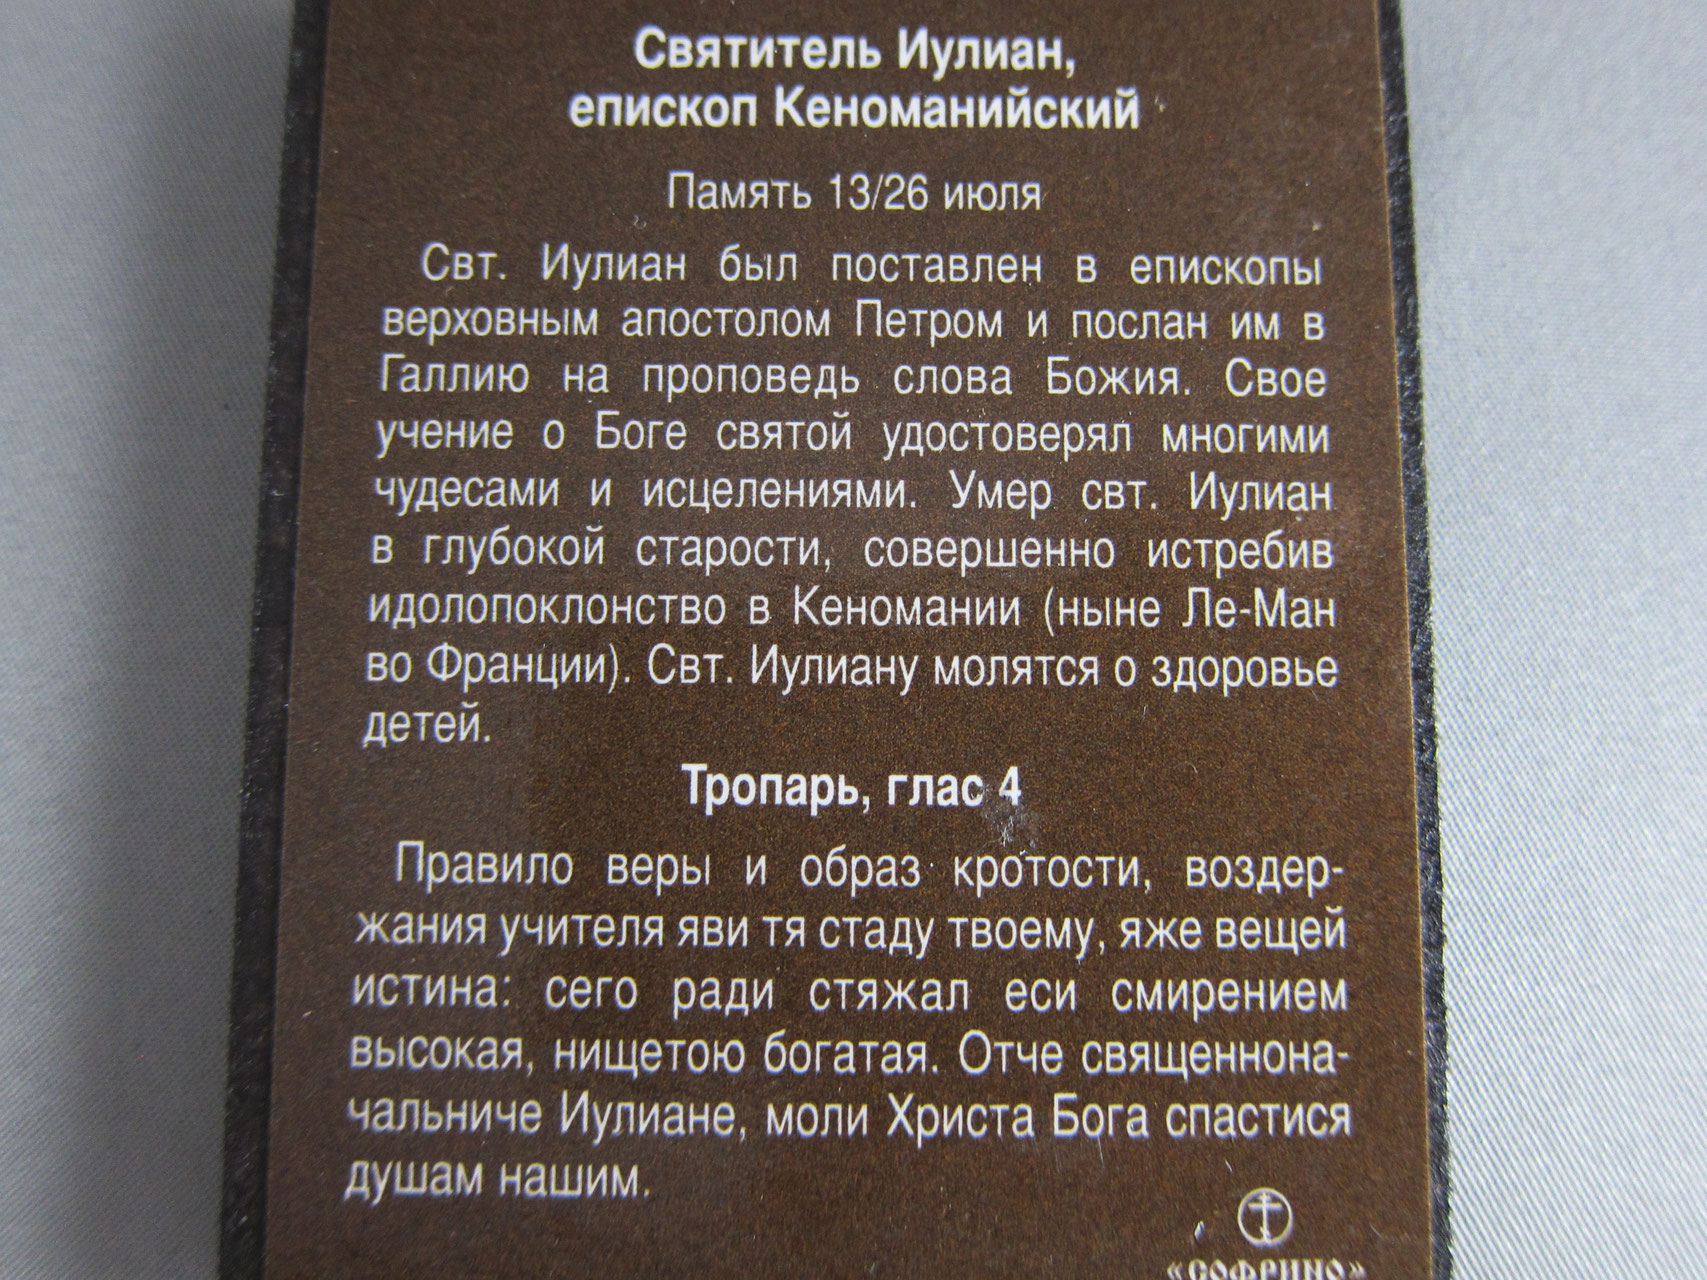 Святитель Иулиан,
епископ Кеноманийский
Память 13/26 июля
Свт. Иулиан был поставлен в епископы
верховным апостолом Петром и послан им в
Галлию на проповедь слова Божия. Свое
учение о Боге святой удостоверял многими
чудесами и исцелениями. Умер свт. Иулиан
в глубокой старости, совершенно истребив
идолопоклонство в Кеномании (ныне Ле-Ман
во Франции). Свт. Иулиану молятся о здоровье
детей.
Тропарь, глас 4
Правило веры и образ кротости, воздер-
жания учителя яви тя стаду твоему, яже вещей
истина: сего ради стяжал еси смирением
высокая, нищетою богатая. Отче священнона-
чальниче Иулиане, моли Христа Бога спастися
душам нашим.
«СОФРИНО»